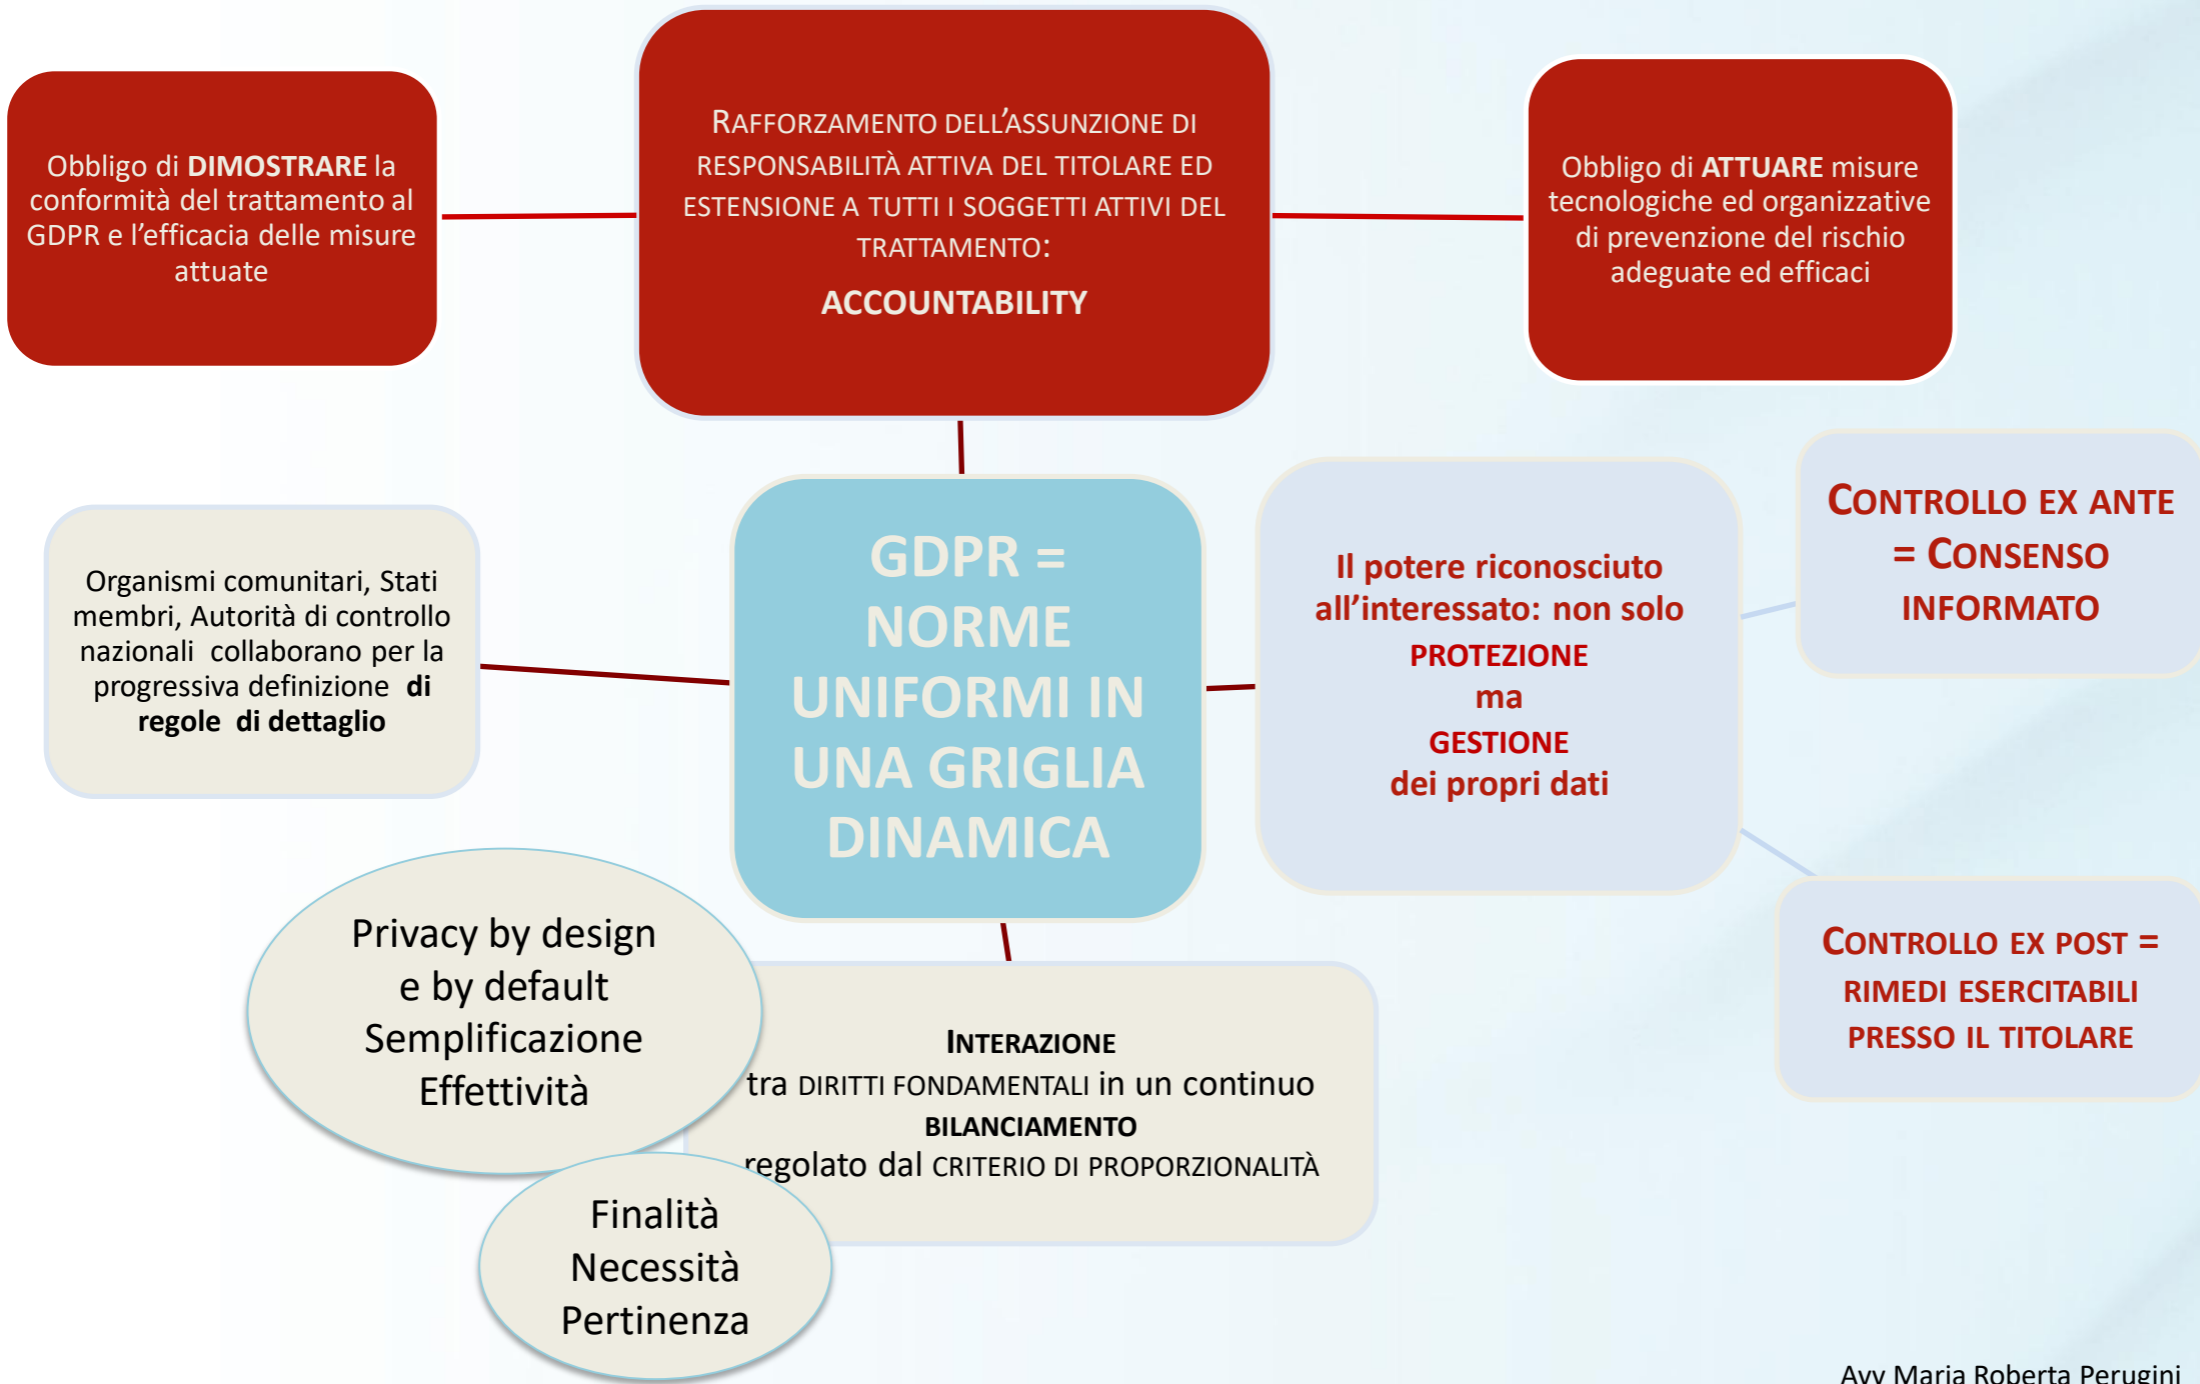 Obbligo di DIMOSTRARE la
conformità del trattamento al
GDPR e l'efficacia delle misure
attuate
RAFFORZAMENTO DELL'ASSUNZIONE DI
RESPONSABILITÀ ATTIVA DEL TITOLARE ED
ESTENSIONE A TUTTI I SOGGETTI ATTIVI DEL
TRATTAMENTO:
ACCOUNTABILITY
Obbligo di ATTUARE misure
tecnologiche ed organizzative
di prevenzione del rischio
adeguate ed efficaci
Organismi comunitari, Stati
membri, Autorità di controllo
nazionali collaborano per la
progressiva definizione di
regole di dettaglio
GDPR =
NORME
UNIFORMI IN
UNA GRIGLIA
DINAMICA
Il potere riconosciuto
all'interessato: non solo
PROTEZIONE
ma
GESTIONE
dei propri dati
CONTROLLO EX ANTE
= CONSENSO
INFORMATO
CONTROLLO EX POST =
RIMEDI ESERCITABILI
PRESSO IL TITOLARE
Privacy by design
e by default
Semplificazione
Effettività
INTERAZIONE
tra DIRITTI FONDAMENTALI in un continuo
BILANCIAMENTO
regolato dal CRITERIO DI PROPORZIONALITÀ
Finalità
Necessità
Pertinenza
Avv Maria Roberta Perugini